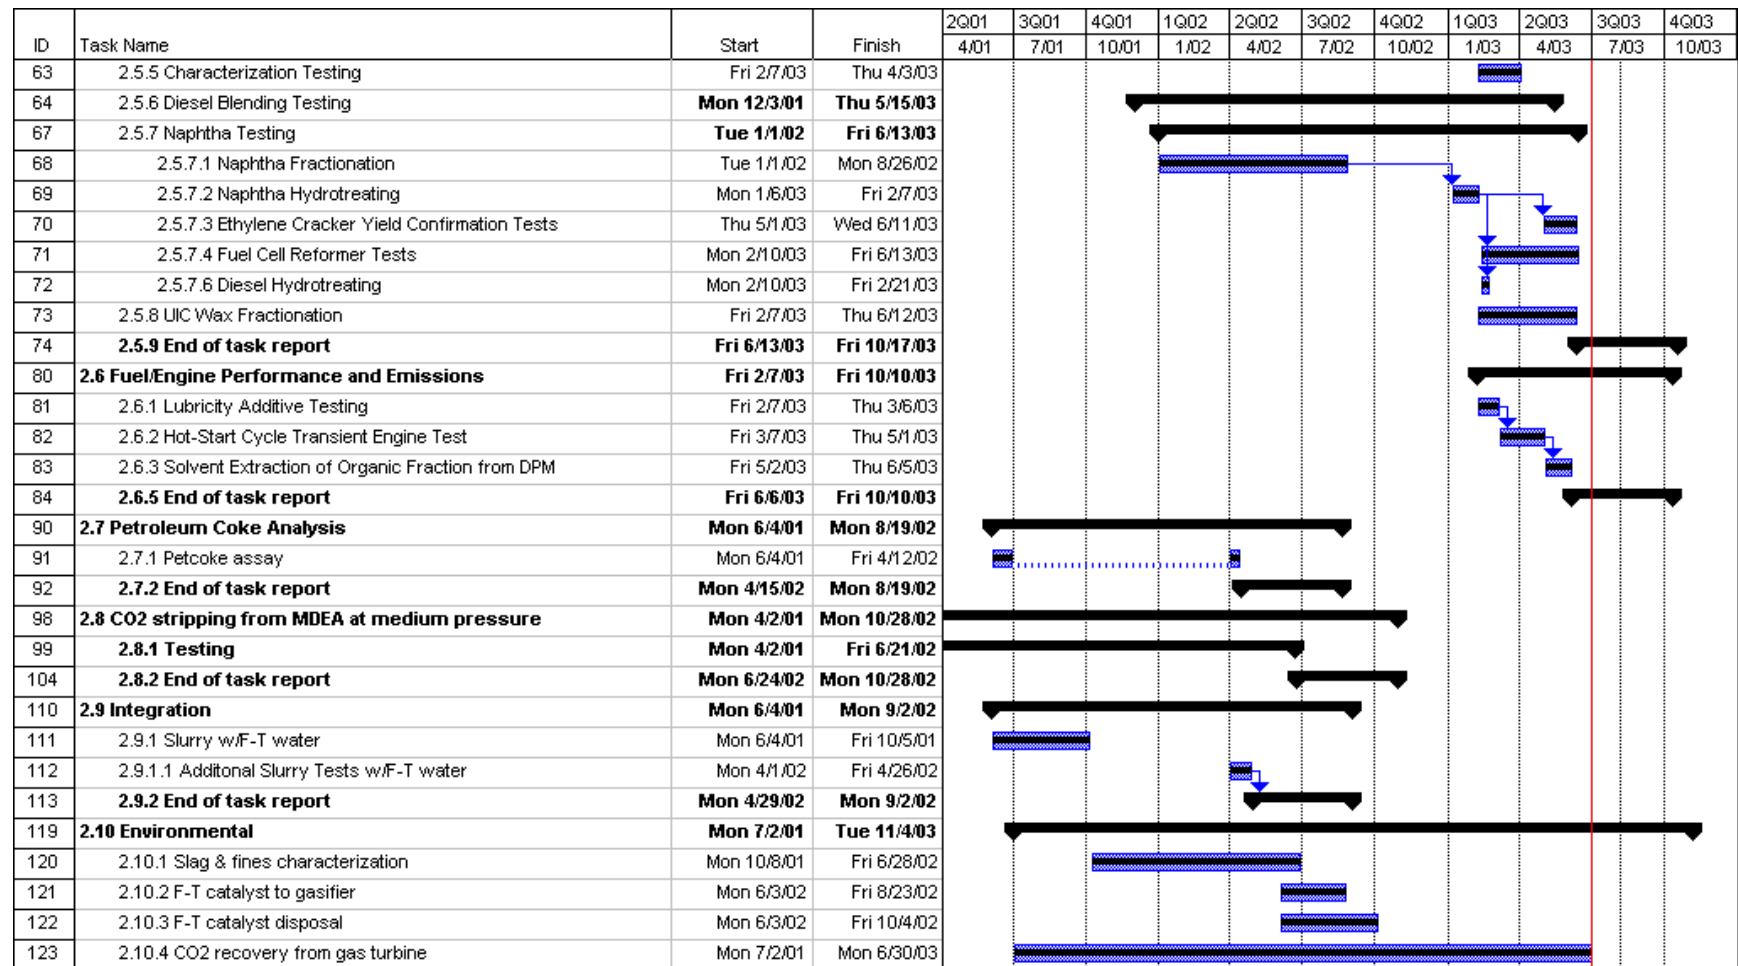 2Q01 3Q01 4Q01 1Q02 2Q02 3Q02 4Q02 1Q03 2Q03 3Q03 4Q03
ID Task Name Start Finish 4/01 7/01 10/01 1/02 4/02 7/02 10/02 1/03 4/03 7/03 10/03
63 2.5.5 Characterization Testing Fri 2/7/03 Thu 4/3/03
64 2.5.6 Diesel Blending Testing Mon 12/3/01 Thu 5/15/03
67 2.5.7 Naphtha Testing Tue 1/1/02 Fri 6/13/03
68 2.5.7.1 Naphtha Fractionation Tue 1/1/02 Mon 8/26/02
69 2.5.7.2 Naphtha Hydrotreating Mon 1/6/03 Fri 2/7/03
70 2.5.7.3 Ethylene Cracker Yield Confirmation Tests Thu 5/1/03 Wed 6/11/03
71 2.5.7.4 Fuel Cell Reformer Tests Mon 2/10/03 Fri 6/13/03
72 2.5.7.6 Diesel Hydrotreating Mon 2/10/03 Fri 2/21/03
73 2.5.8 UIC Wax Fractionation Fri 2/7/03 Thu 6/12/03
74 2.5.9 End of task report Fri 6/13/03 Fri 10/17/03
80 2.6 Fuel/Engine Performance and Emissions Fri 2/7/03 Fri 10/10/03
81 2.6.1 Lubricity Additive Testing Fri 2/7/03 Thu 3/6/03
82 2.6.2 Hot-Start Cycle Transient Engine Test Fri 3/7/03 Thu 5/1/03
83 2.6.3 Solvent Extraction of Organic Fraction from DPM Fri 5/2/03 Thu 6/5/03
84 2.6.5 End of task report Fri 6/6/03 Fri 10/10/03
90 2.7 Petroleum Coke Analysis Mon 6/4/01 Mon 8/19/02
91 2.7.1 Petcoke assay Mon 6/4/01 Fri 4/12/02
92 2.7.2 End of task report Mon 4/15/02 Mon 8/19/02
98 2.8 CO2 stripping from MDEA at medium pressure Mon 4/2/01 Mon 10/28/02
99 2.8.1 Testing Mon 4/2/01 Fri 6/21/02
104 2.8.2 End of task report Mon 6/24/02 Mon 10/28/02
110 2.9 Integration Mon 6/4/01 Mon 9/2/02
111 2.9.1 Slurry w/F-T water Mon 6/4/01 Fri 10/5/01
112 2.9.1.1 Additonal Slurry Tests w/F-T water Mon 4/1/02 Fri 4/26/02
113 2.9.2 End of task report Mon 4/29/02 Mon 9/2/02
119 2.10 Environmental Mon 7/2/01 Tue 11/4/03
120 2.10.1 Slag & fines characterization Mon 10/8/01 Fri 6/28/02
121 2.10.2 F-T catalyst to gasifier Mon 6/3/02 Fri 8/23/02
122 2.10.3 F-T catalyst disposal Mon 6/3/02 Fri 10/4/02
123 2.10.4 CO2 recovery from gas turbine Mon 7/2/01 Mon 6/30/03